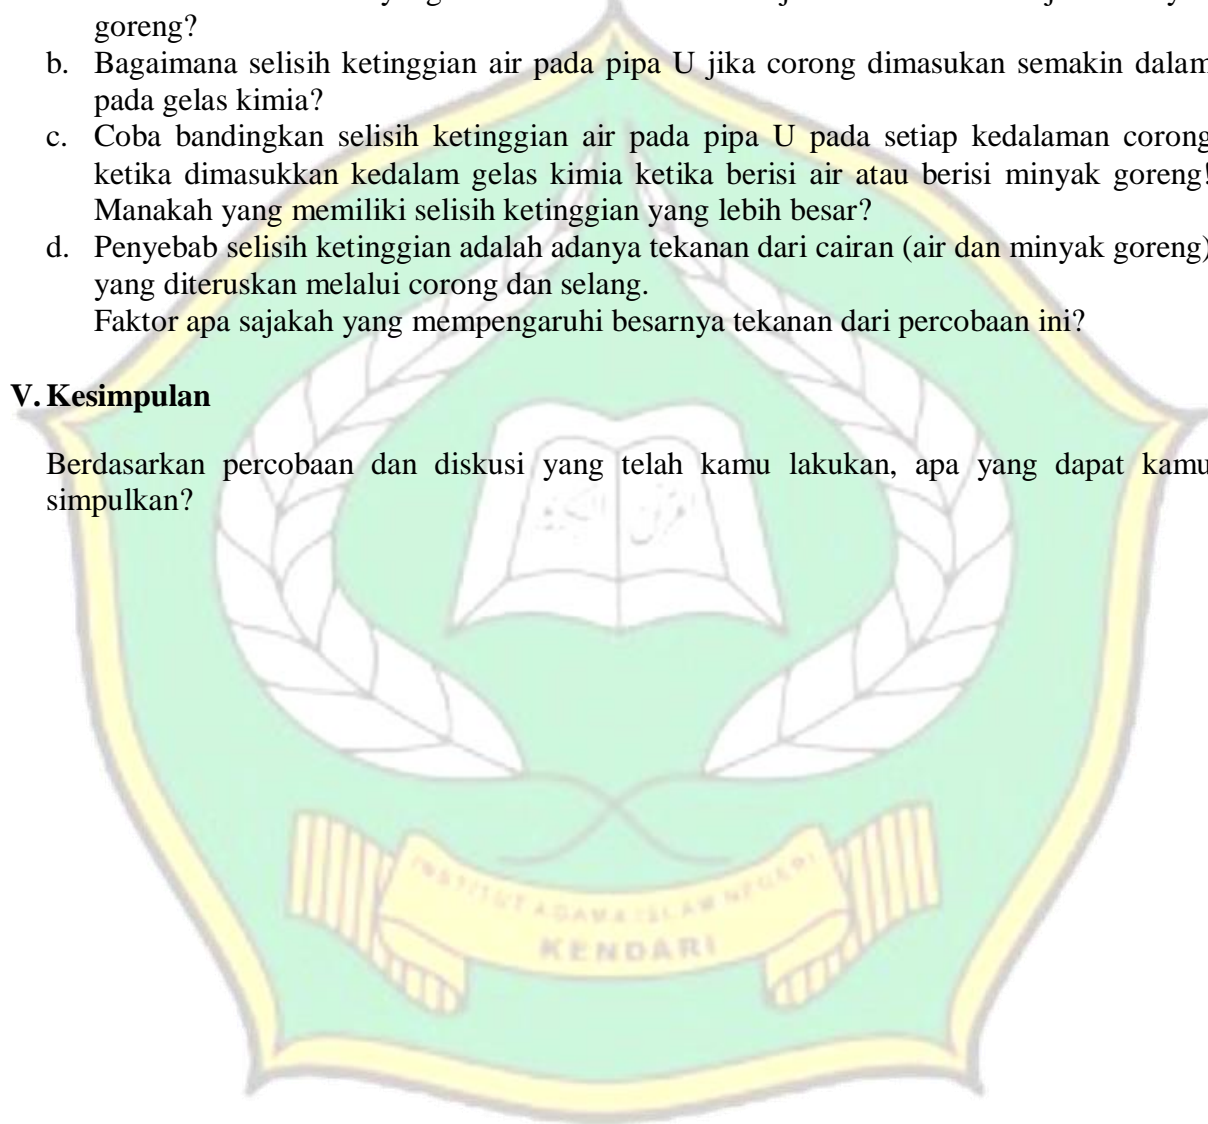 goreng?
b. Bagaimana selisih ketinggian air pada pipa U jika corong dimasukan semakin dalam
pada gelas kimia?
c. Coba bandingkan selisih ketinggian air pada pipa U pada setiap kedalaman corong
ketika dimasukkan kedalam gelas kimia ketika berisi air atau berisi minyak goreng!
Manakah yang memiliki selisih ketinggian yang lebih besar?
d. Penyebab selisih ketinggian adalah adanya tekanan dari cairan (air dan minyak goreng)
yang diteruskan melalui corong dan selang.
Faktor apa sajakah yang mempengaruhi besarnya tekanan dari percobaan ini?
V. Kesimpulan
Berdasarkan percobaan dan diskusi yang telah kamu lakukan, apa yang dapat kamu
simpulkan?
INSTITUT AGAMA ISLAM NEGERI
KENDARI